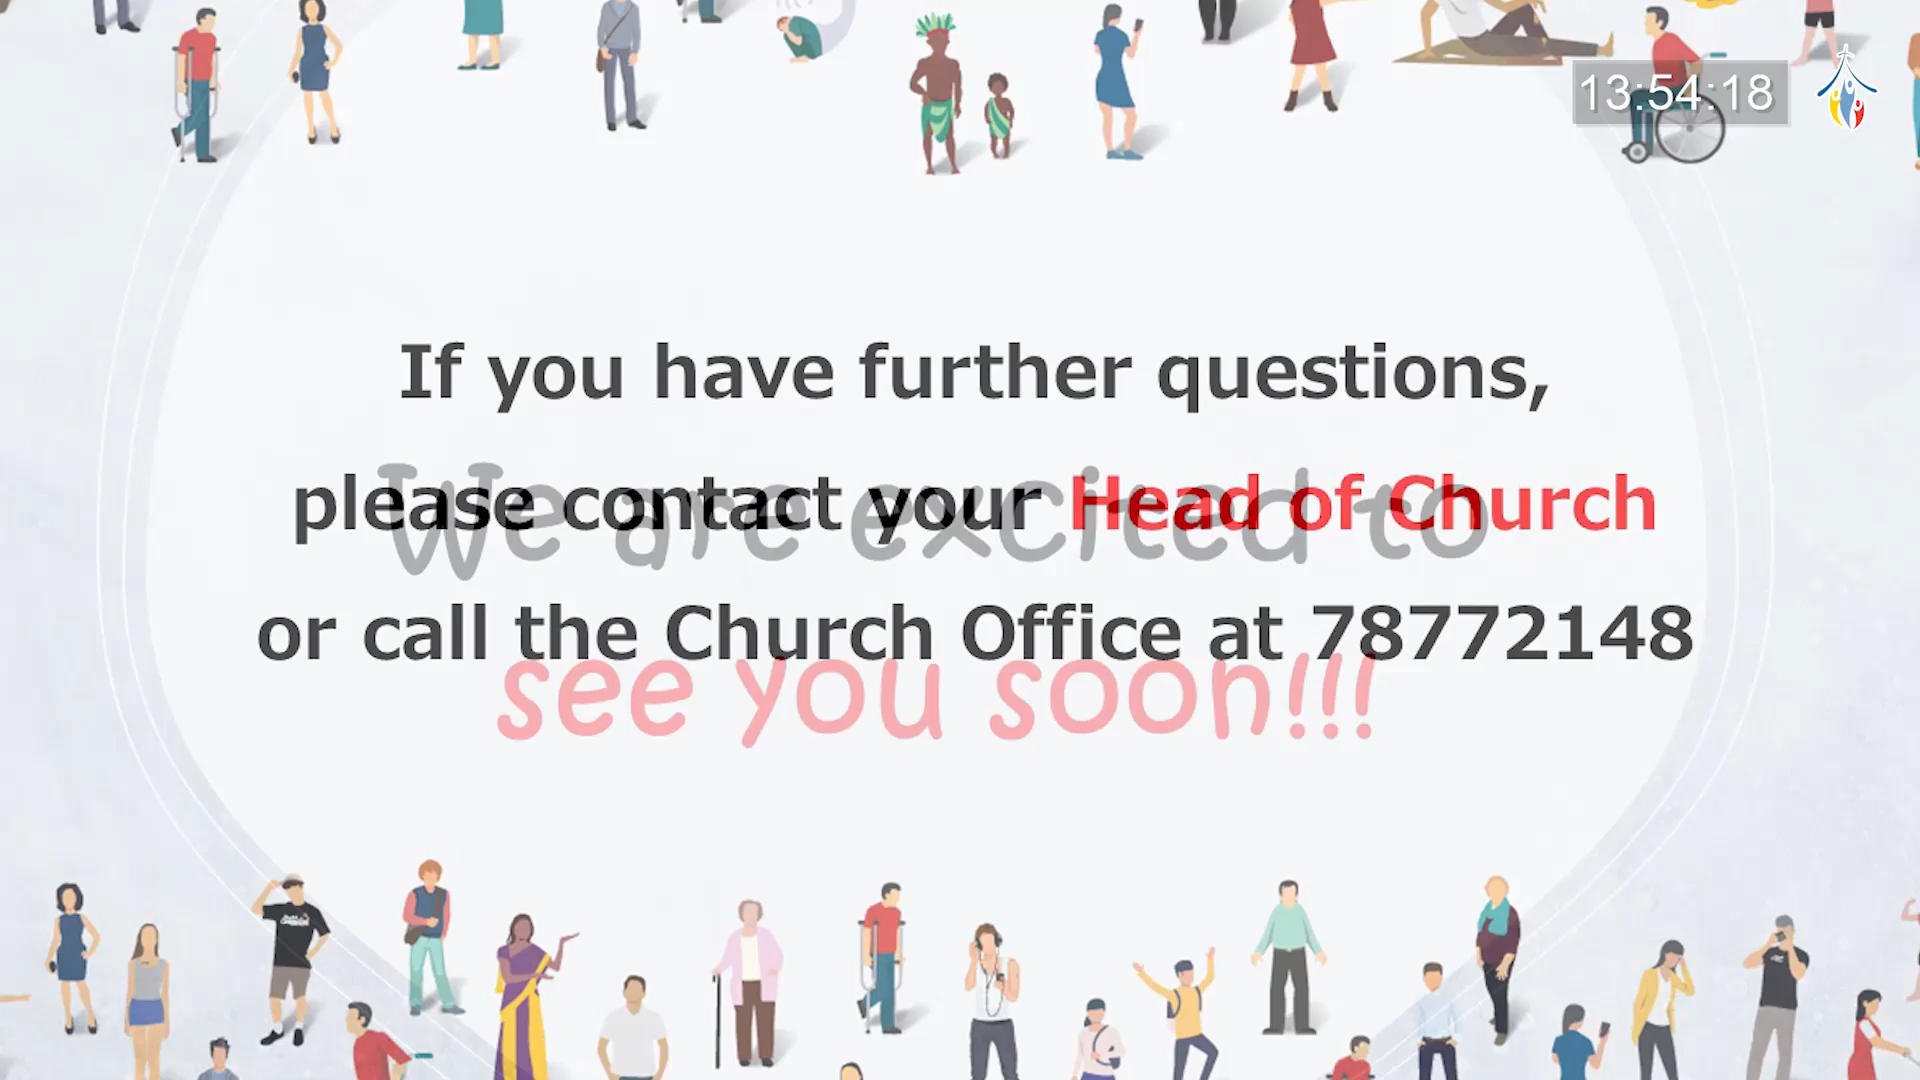 13:54:18
If you have further questions,
please contact your Head of Church
We are excited to
or call the Church Office at 78772148
see you soon!!!